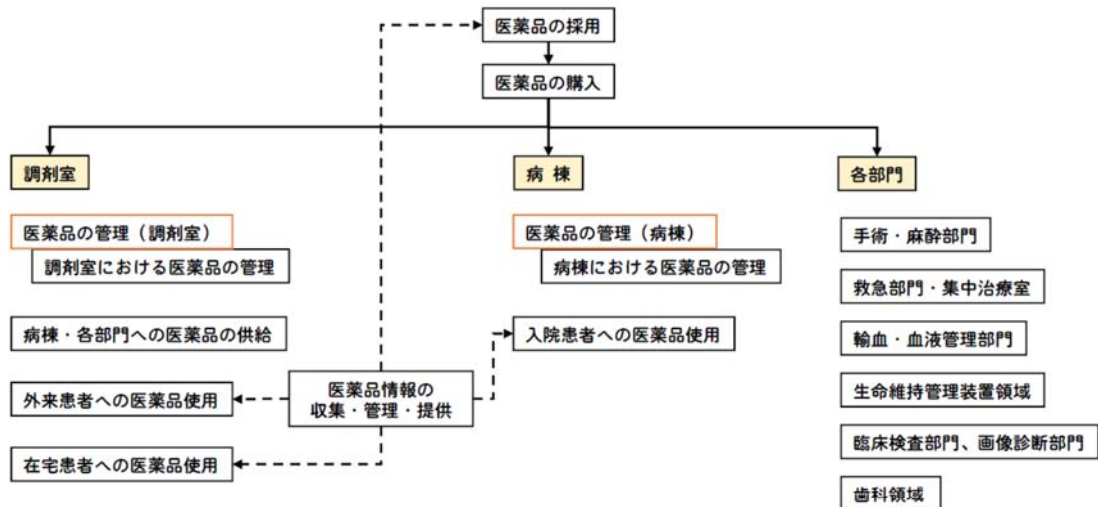 医薬品の採用
医薬品の購入
調剤室
病 棟
各部門
医薬品の管理（調剤室）
調剤室における医薬品の管理
病棟・各部門への医薬品の供給
外来患者への医薬品使用
在宅患者への医薬品使用
医薬品情報の
収集・管理・提供
医薬品の管理（病棟）
病棟における医薬品の管理
入院患者への医薬品使用
手術・麻酔部門
救急部門・集中治療室
輸血・血液管理部門
生命維持管理装置領域
臨床検査部門、画像診断部門
歯科領域